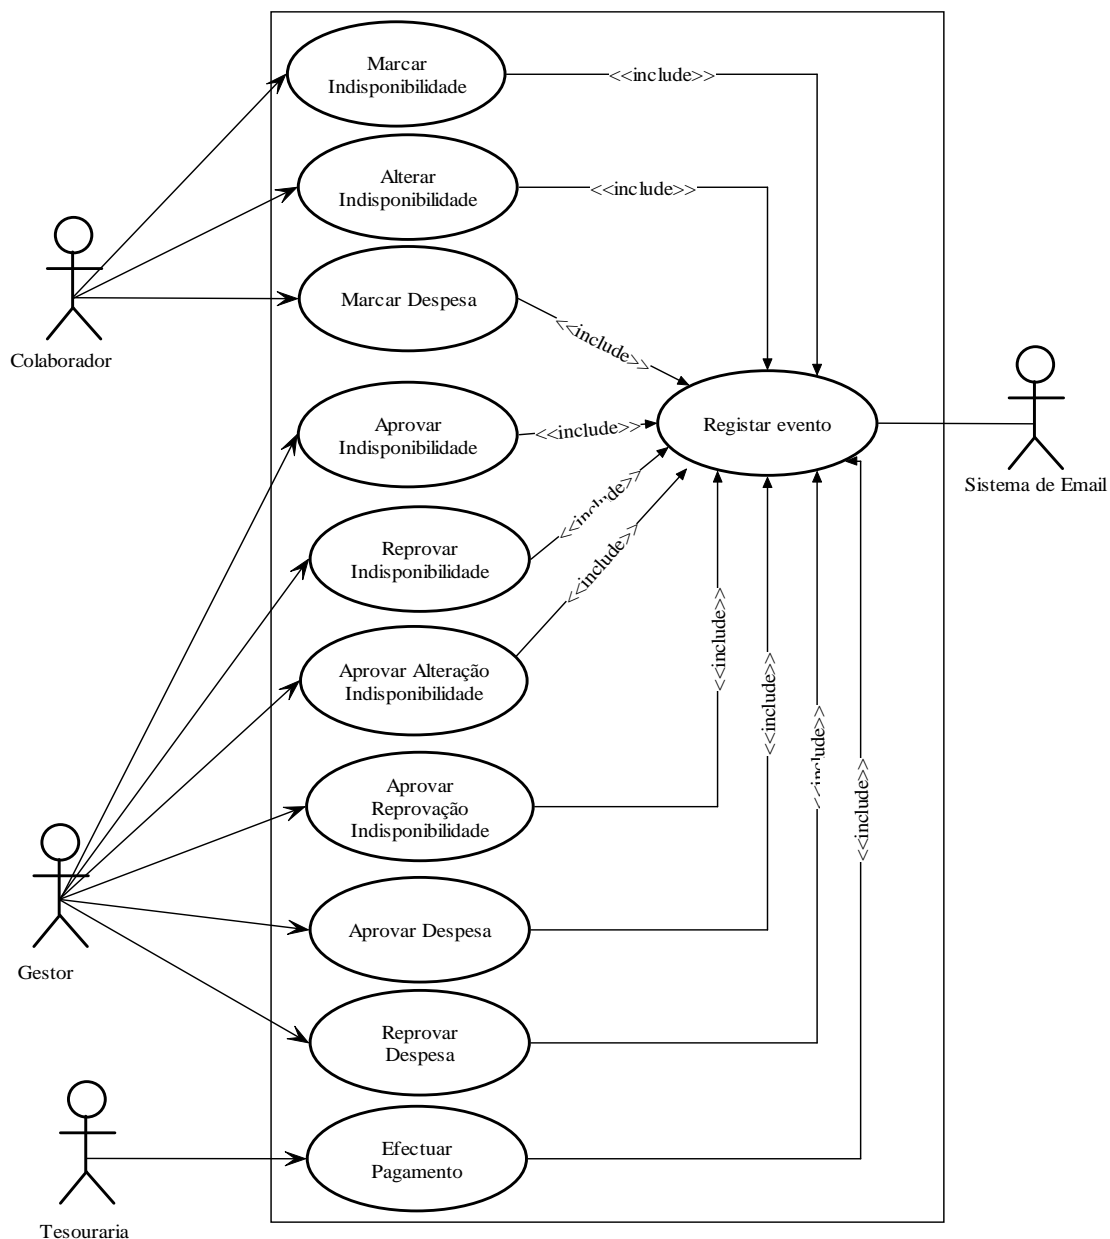 Marcar
Indisponibilidade
<<include>>
Alterar
Indisponibilidade
<<include>>
Marcar Despesa
<<include>>
Colaborador
Aprovar
Indisponibilidade
<<include>>
Registar evento
Sistema de Email
Reprovar
Indisponibilidade
<<include>>
Aprovar Alteração
Indisponibilidade
<<include>>
Aprovar
Reprovação
Indisponibilidade
<<include>>
Gestor
Aprovar Despesa
<<include>>
Reprovar
Despesa
<<include>>
Efectuar
Pagamento
<<include>>
Tesouraria